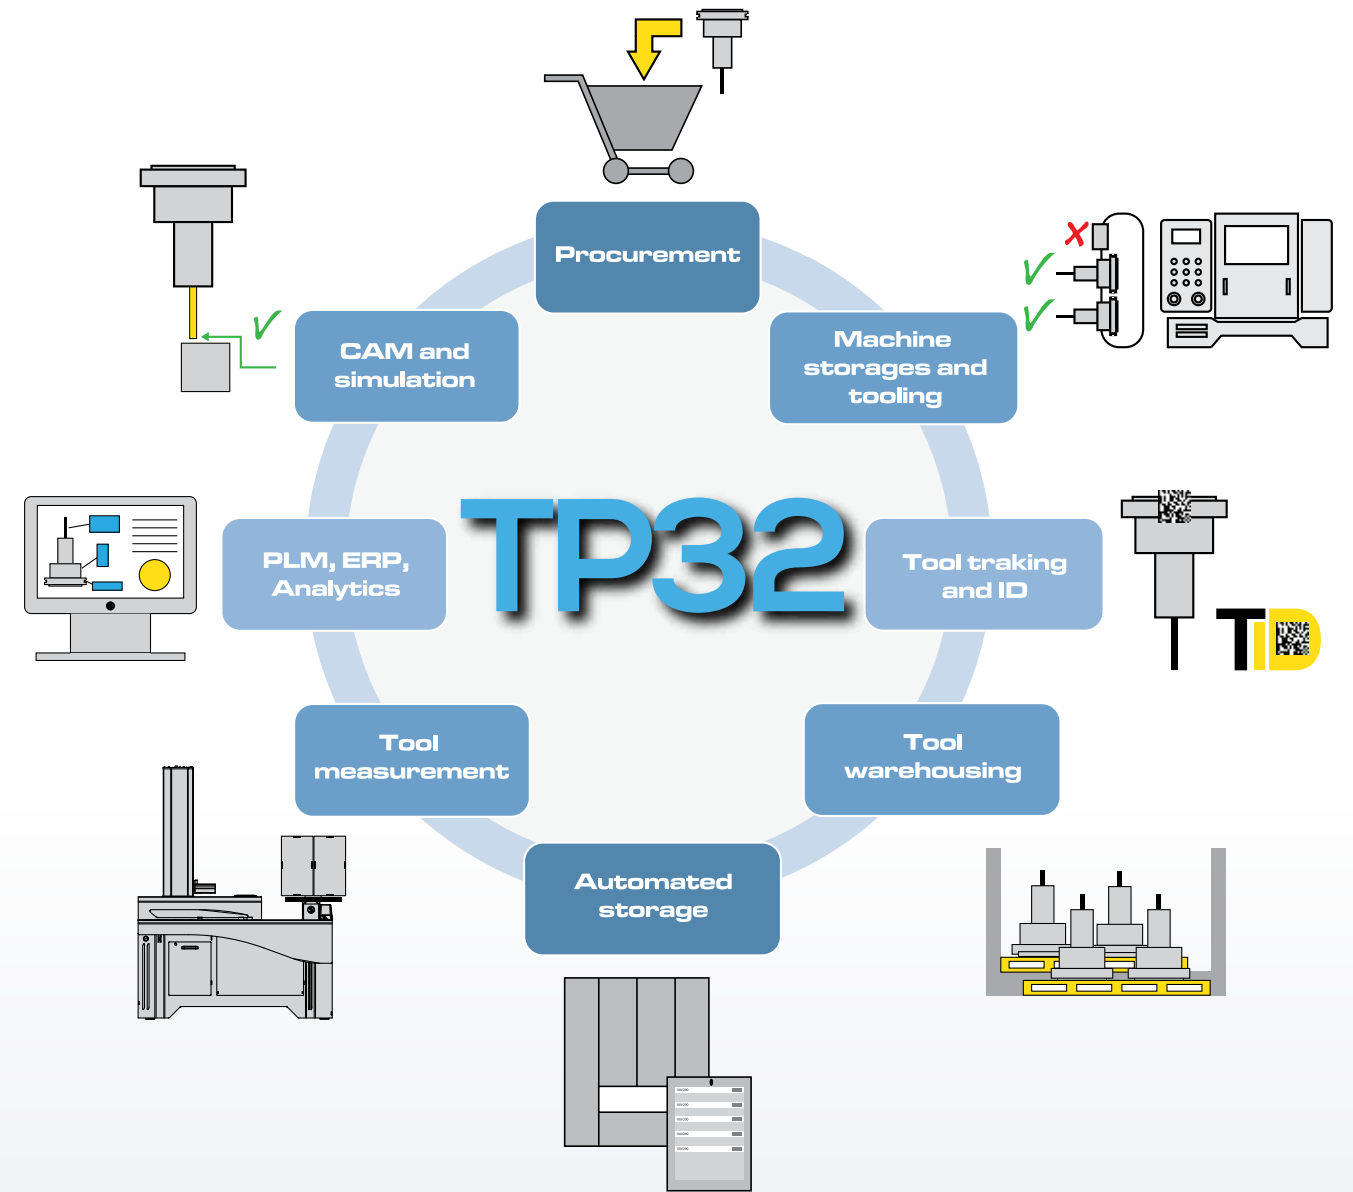 Procurement
CAM and
simulation
Machine
storages and
tooling
TP32
PLM, ERP,
Analytics
Tool traking
and ID
TID
Tool
measurement
Tool
warehousing
Automated
storage